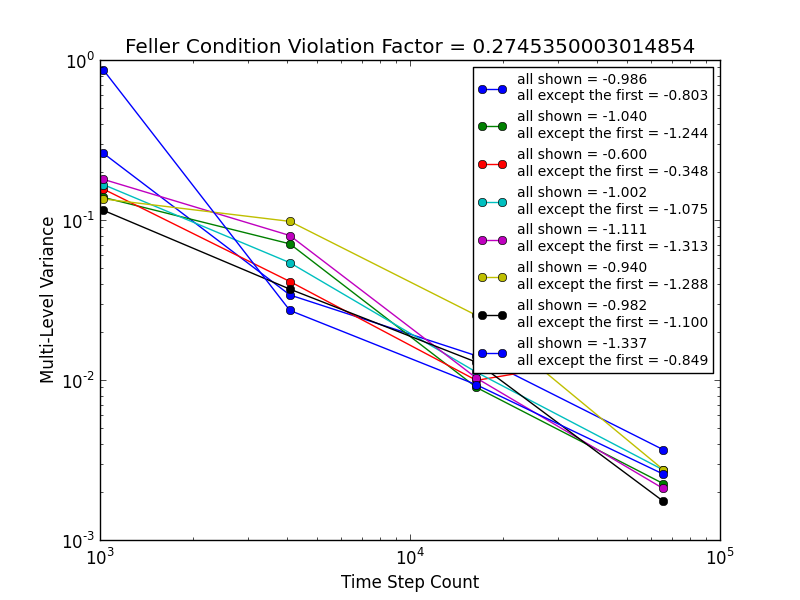 Feller Condition Violation Factor = 0.2745350003014854
10^0
10^-1
10^-2
10^-3
Multi-Level Variance
all shown = -0.986
all except the first = -0.803
all shown = -1.040
all except the first = -1.244
all shown = -0.600
all except the first = -0.348
all shown = -1.002
all except the first = -1.075
all shown = -1.111
all except the first = -1.313
all shown = -0.940
all except the first = -1.288
all shown = -0.982
all except the first = -1.100
all shown = -1.337
all except the first = -0.849
10^3
10^4
10^5
Time Step Count